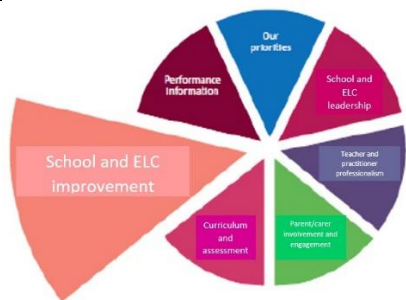 Our
priorities
School and
ELC
leadership
Teacher and
practitioner
professionalism
Parent/carer
involvement and
engagement
Curriculum
and
assessment
School and ELC
improvement
Performance
Information